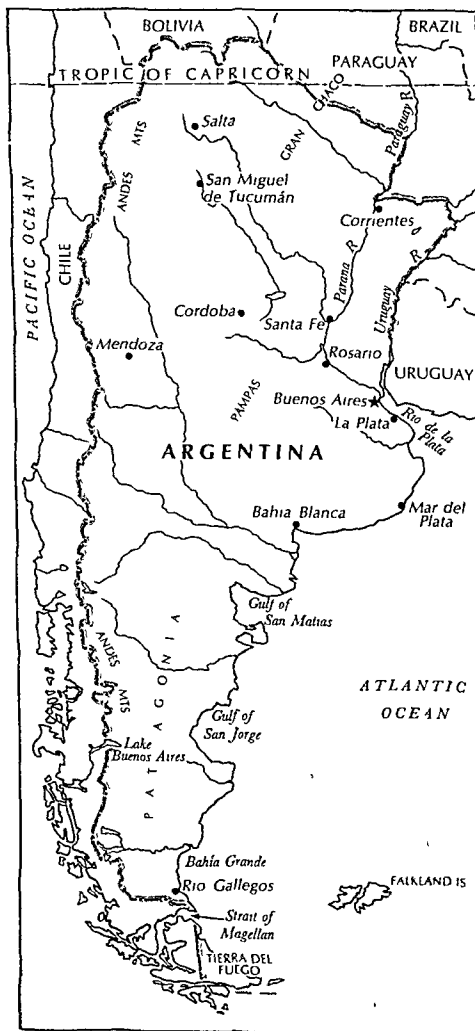 BOLIVIA
BRAZIL
PARAGUAY
TROPIC OF CAPRICORN
CHACO
MTS
Salta
Paraguay R
GRAN
ANDES
San Miguel
de Tucumán
PACIFIC OCEAN
CHILE
Corrientes
Parana R
Uruguay R
Cordoba
Santa Fe
Mendoza
Rosario
URUGUAY
PAMPAS
Buenos Aires
La Plata
Rio de la
Plata
ARGENTINA
Bahia Blanca
Mar del
Plata
Gulf of
San Matias
ANDES
MTS
PATAGONIA
ATLANTIC
OCEAN
Gulf of
San Jorge
Lake
Buenos Aires
Bahía Grande
Rio Gallegos
FALKLAND IS
Strait of
Magellan
TIERRA DEL
FUEGO